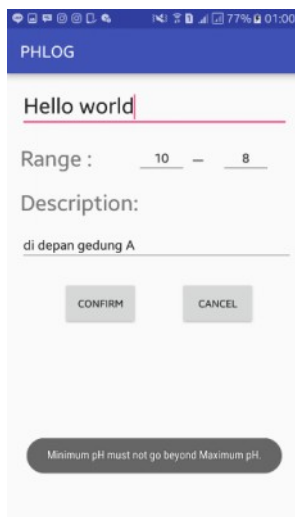 77% 01:00
PHLOG
Hello world
Range : 10 – 8
Description:
di depan gedung A
CONFIRM CANCEL
Minimum pH must not go beyond Maximum pH.